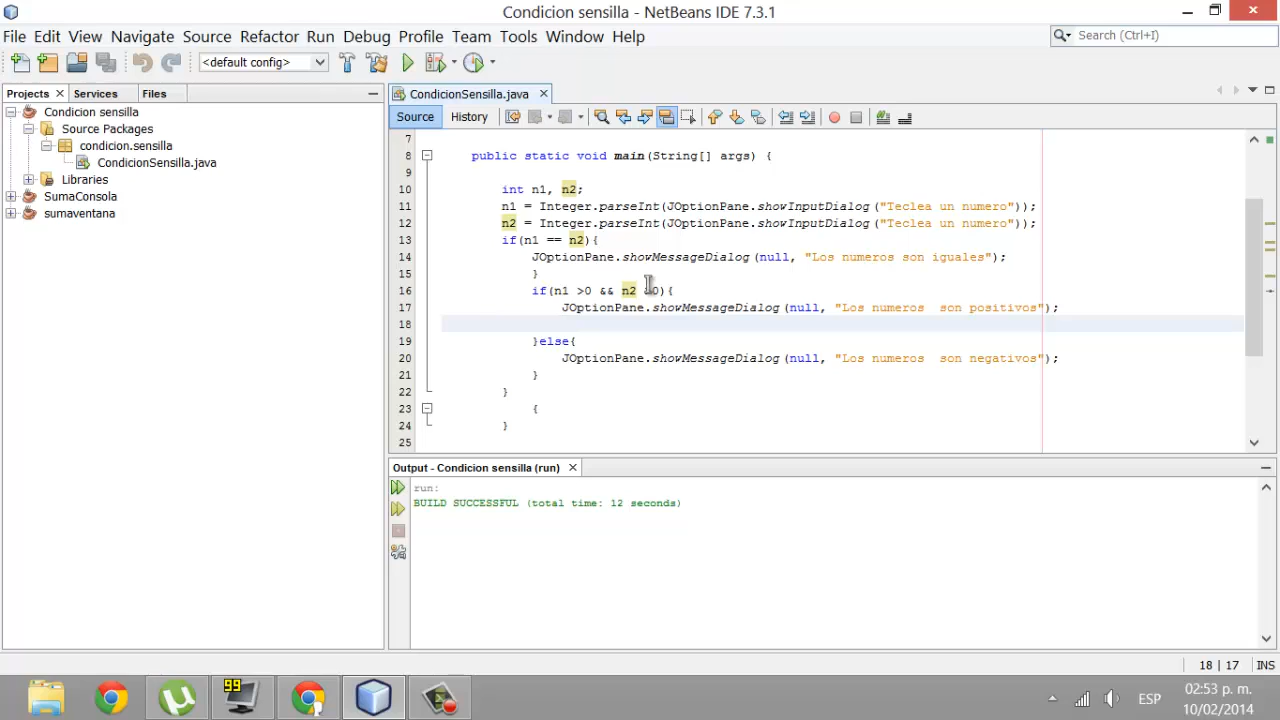 Condicion sensilla - NetBeans IDE 7.3.1
File Edit View Navigate Source Refactor Run Debug Profile Team Tools Window Help
Search (Ctrl+I)
<default config>
Projects Services Files
CondicionSensilla.java
Condicion sensilla
Source Packages
condicion.sensilla
CondicionSensilla.java
Libraries
SumaConsola
sumaventana
Source History
7
8 public static void main(String[] args) {
9
10 int n1, n2;
11 n1 = Integer.parseInt(JOptionPane.showInputDialog("Teclea un numero"));
12 n2 = Integer.parseInt(JOptionPane.showInputDialog("Teclea un numero"));
13 if(n1 == n2){
14 JOptionPane.showMessageDialog(null, "Los numeros son iguales");
15 }
16 if(n1 >0 && n2 0){
17 JOptionPane.showMessageDialog(null, "Los numeros  son positivos");
18
19 }else{
20 JOptionPane.showMessageDialog(null, "Los numeros  son negativos");
21 }
22 }
23 {
24 }
25
Output - Condicion sensilla (run)
run:
BUILD SUCCESSFUL (total time: 12 seconds)
18 | 17 INS
99
ESP
02:53 p. m.
10/02/2014